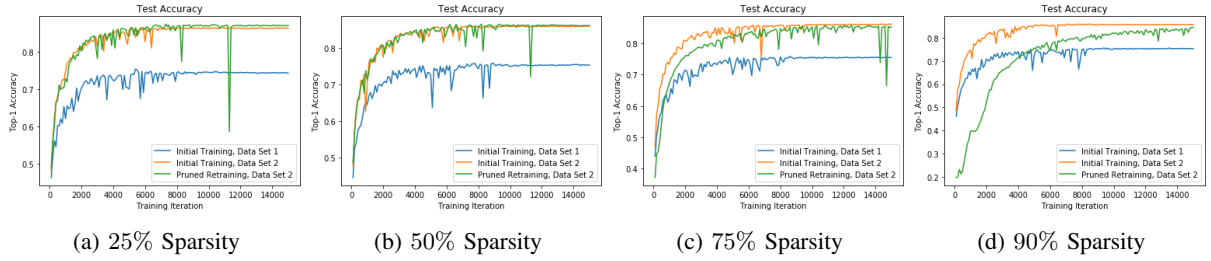 Test Accuracy
Top-1 Accuracy
0.8
0.7
0.6
0.5
0 2000 4000 6000 8000 10000 12000 14000
Training Iteration
Initial Training, Data Set 1
Initial Training, Data Set 2
Pruned Retraining, Data Set 2
(a) 25% Sparsity
Test Accuracy
Top-1 Accuracy
0.8
0.7
0.6
0.5
0 2000 4000 6000 8000 10000 12000 14000
Training Iteration
Initial Training, Data Set 1
Initial Training, Data Set 2
Pruned Retraining, Data Set 2
(b) 50% Sparsity
Test Accuracy
Top-1 Accuracy
0.8
0.7
0.6
0.5
0.4
0 2000 4000 6000 8000 10000 12000 14000
Training Iteration
Initial Training, Data Set 1
Initial Training, Data Set 2
Pruned Retraining, Data Set 2
(c) 75% Sparsity
Test Accuracy
Top-1 Accuracy
0.9
0.8
0.7
0.6
0.5
0.4
0.3
0.2
0 2000 4000 6000 8000 10000 12000 14000
Training Iteration
Initial Training, Data Set 1
Initial Training, Data Set 2
Pruned Retraining, Data Set 2
(d) 90% Sparsity